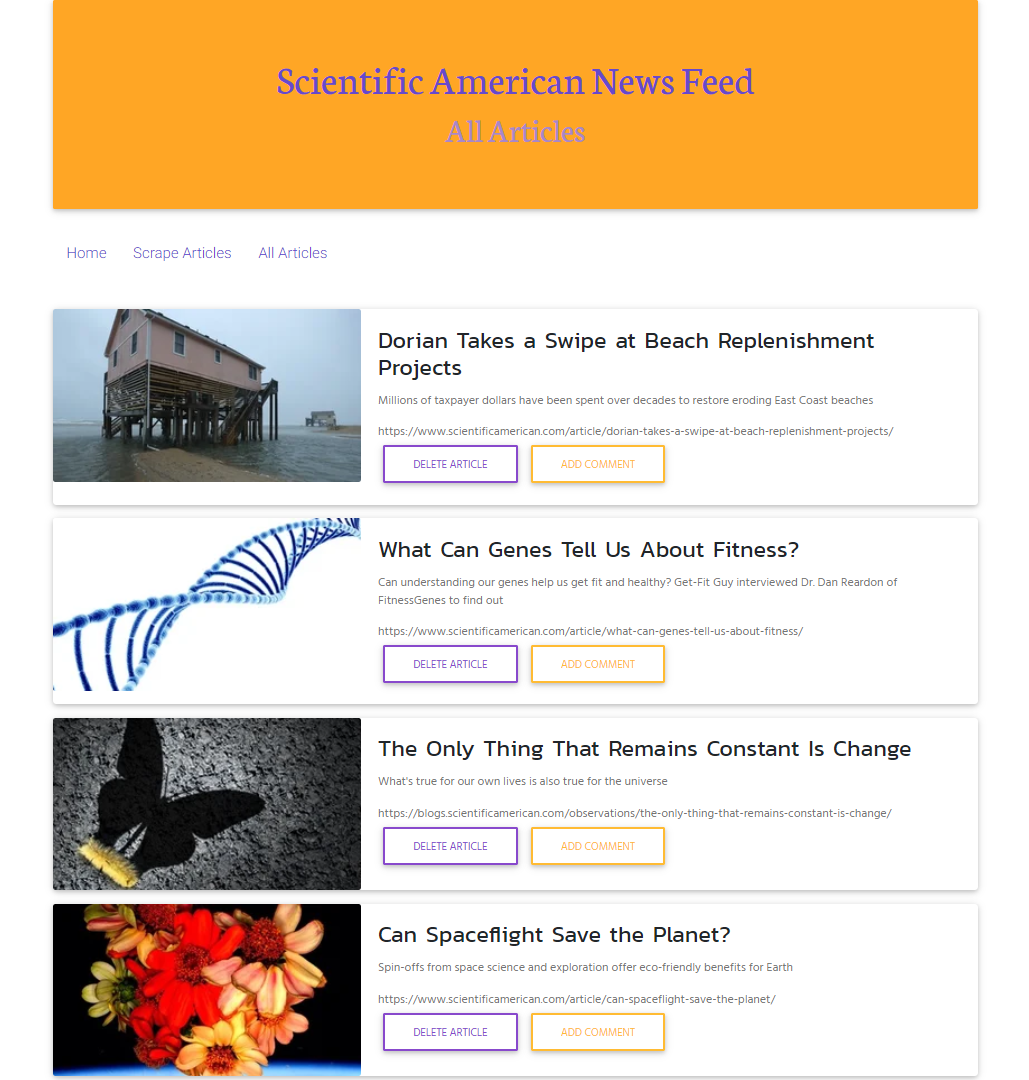 Scientific American News Feed
All Articles
Home Scrape Articles All Articles
Dorian Takes a Swipe at Beach Replenishment
Projects
Millions of taxpayer dollars have been spent over decades to restore eroding East Coast beaches
https://www.scientificamerican.com/article/dorian-takes-a-swipe-at-beach-replenishment-projects/
DELETE ARTICLE ADD COMMENT
What Can Genes Tell Us About Fitness?
Can understanding our genes help us get fit and healthy? Get-Fit Guy interviewed Dr. Dan Reardon of
FitnessGenes to find out
https://www.scientificamerican.com/article/what-can-genes-tell-us-about-fitness/
DELETE ARTICLE ADD COMMENT
The Only Thing That Remains Constant Is Change
What's true for our own lives is also true for the universe
https://blogs.scientificamerican.com/observations/the-only-thing-that-remains-constant-is-change/
DELETE ARTICLE ADD COMMENT
Can Spaceflight Save the Planet?
Spin-offs from space science and exploration offer eco-friendly benefits for Earth
https://www.scientificamerican.com/article/can-spaceflight-save-the-planet/
DELETE ARTICLE ADD COMMENT